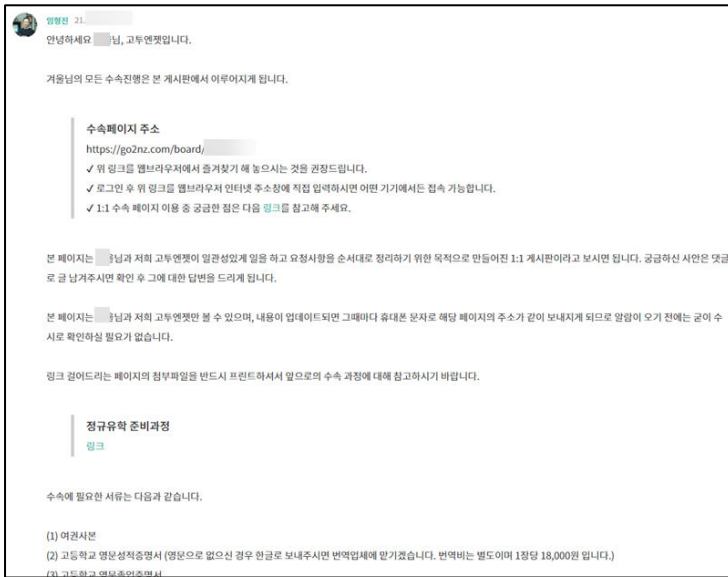 임형진 21.
안녕하세요 님, 고투엔젯입니다.
겨울님의 모든 수속진행은 본 게시판에서 이루어지게 됩니다.
수속페이지 주소
https://go2nz.com/board/
✓ 위 링크를 웹브라우저에서 즐겨찾기 해 놓으시는 것을 권장드립니다.
✓ 로그인 후 위 링크를 웹브라우저 인터넷 주소창에 직접 입력하시면 어떤 기기에서든 접속 가능합니다.
✓ 1:1 수속 페이지 이용 중 궁금한 점은 다음 링크를 참고해 주세요.
본 페이지는 님과 저희 고투엔젯이 일관성있게 일을 하고 요청사항을 순서대로 정리하기 위한 목적으로 만들어진 1:1 게시판이라고 보시면 됩니다. 궁금하신 사안은 댓글
로 글 남겨주시면 확인 후 그에 대한 답변을 드리게 됩니다.
본 페이지는 님과 저희 고투엔젯만 볼 수 있으며, 내용이 업데이트되면 그때마다 휴대폰 문자로 해당 페이지의 주소가 같이 보내지게 되므로 알람이 오기 전에는 굳이 수
시로 확인하실 필요가 없습니다.
링크 걸어드리는 페이지의 첨부파일을 반드시 프린트하셔서 앞으로의 수속 과정에 대해 참고하시기 바랍니다.
정규유학 준비과정
링크
수속에 필요한 서류는 다음과 같습니다.
(1) 여권사본
(2) 고등학교 영문성적증명서 (영문으로 없으신 경우 한글로 보내주시면 번역업체에 맡기겠습니다. 번역비는 별도이며 1장당 18,000원 입니다.)
(3) 고등학교 영문졸업증명서